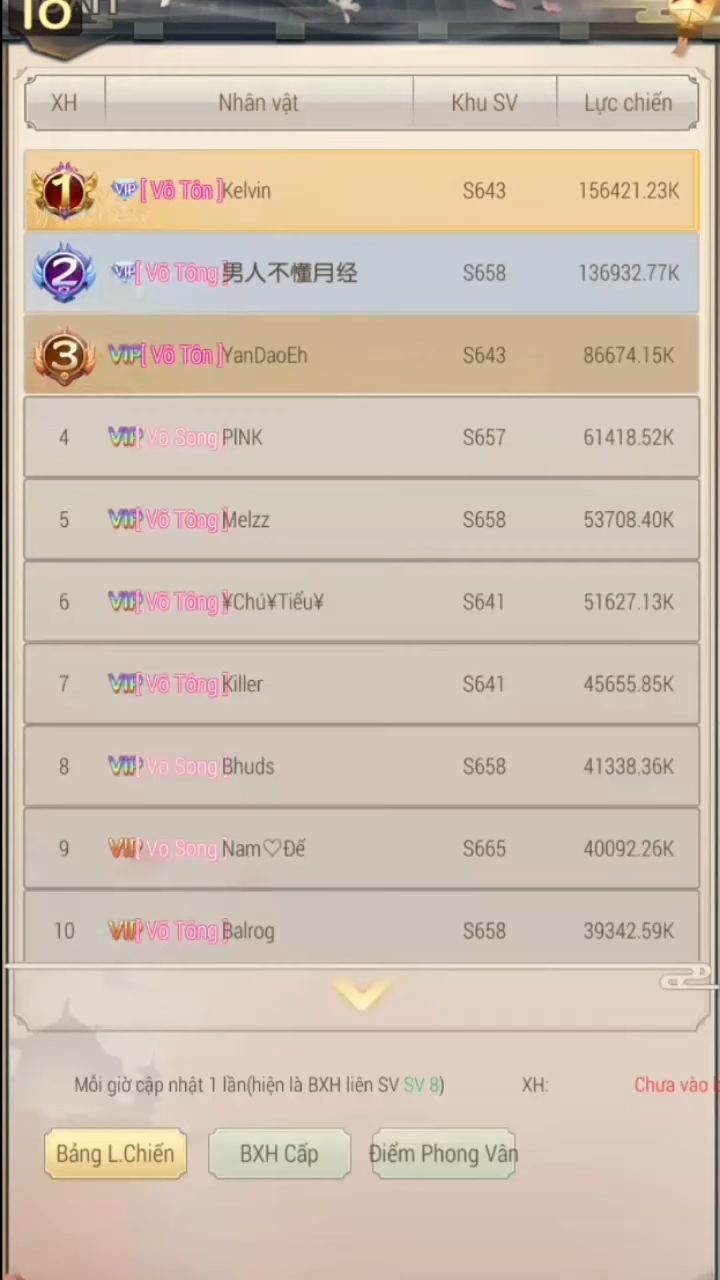 XH Nhân vật Khu SV Lực chiến
1 VIP [ Võ Tôn ]Kelvin S643 156421.23K
2 VIP[ Võ Tông ]男人不懂月经 S658 136932.77K
3 VIP[ Võ Tôn ]YanDaoEh S643 86674.15K
4 VIP[ Võ Song ]PINK S657 61418.52K
5 VIP[ Võ Tông ]Melzz S658 53708.40K
6 VIP[ Võ Tông ]¥Chú¥Tiểu¥ S641 51627.13K
7 VIP[ Võ Tông ]Killer S641 45655.85K
8 VIP[ Võ Song ]Bhuds S658 41338.36K
9 VIP[ Võ Song ]Nam♡Đế S665 40092.26K
10 VIP[ Võ Tông ]Balrog S658 39342.59K
Mỗi giờ cập nhật 1 lần(hiện là BXH liên SV SV 8) XH: Chưa vào
Bảng L.Chiến BXH Cấp Điểm Phong Vân